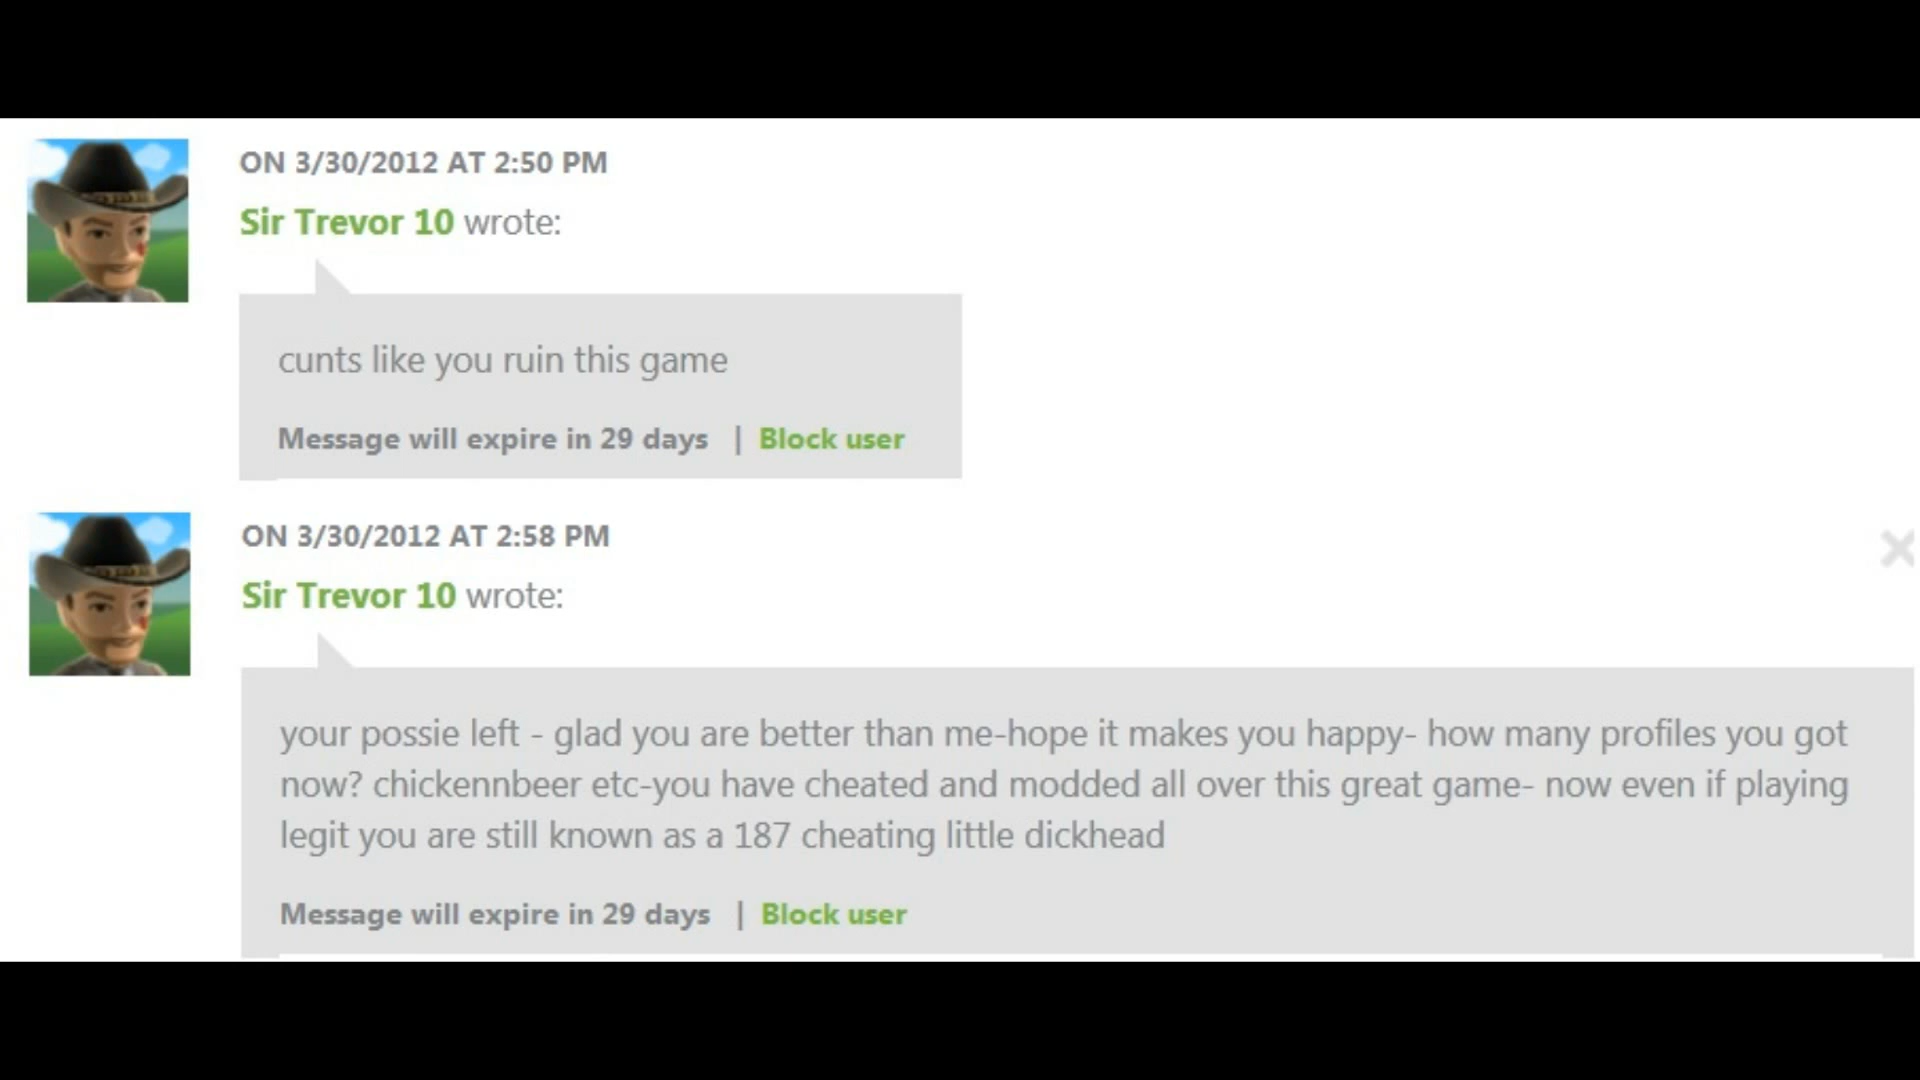 ON 3/30/2012 AT 2:50 PM
Sir Trevor 10 wrote:
cunts like you ruin this game
Message will expire in 29 days | Block user
ON 3/30/2012 AT 2:58 PM
Sir Trevor 10 wrote:
your possie left - glad you are better than me-hope it makes you happy- how many profiles you got
now? chickennbeer etc-you have cheated and modded all over this great game- now even if playing
legit you are still known as a 187 cheating little dickhead
Message will expire in 29 days | Block user